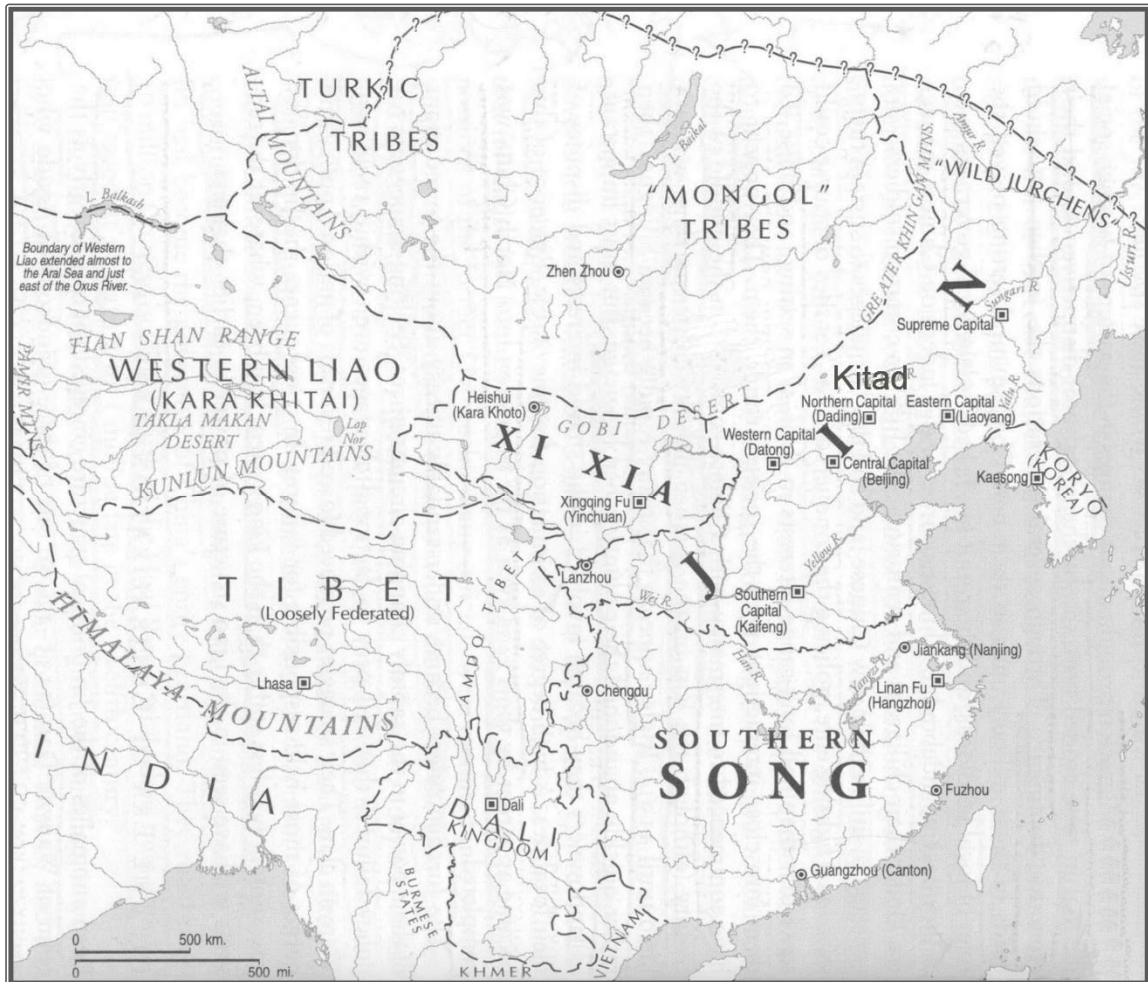 TURKIC
TRIBES
ALTAI MOUNTAINS
L. Baikal
"MONGOL"
TRIBES
Amur R.
"WILD JURCHENS"
GREATER KHINGAN MTNS.
Ussuri R.
L. Balkash
Boundary of Western
Liao extended almost to
the Aral Sea and just
east of the Oxus River.
Zhen Zhou
Sungari R.
Supreme Capital
TIAN SHAN RANGE
PAMIR MTNS.
WESTERN LIAO
(KARA KHITAI)
TAKLA MAKAN
DESERT
Lop
Nor
KUNLUN MOUNTAINS
Heishui
(Kara Khoto)
GOBI DESERT
XI XIA
Kitad
Northern Capital
(Dading)
Eastern Capital
(Liaoyang)
Yalu R.
Western Capital
(Datong)
Central Capital
(Beijing)
JIN
Kaesong
KORYO
(KOREA)
Xingqing Fu
(Yinchuan)
Lanzhou
Wei R.
Yellow R.
Southern
Capital
(Kaifeng)
TIBET
(Loosely Federated)
AMDO TIBET
HIMALAYA MOUNTAINS
Lhasa
Chengdu
Han R.
Yangzi R.
Jiankang (Nanjing)
Linan Fu
(Hangzhou)
SOUTHERN
SONG
INDIA
Dali
DALI
KINGDOM
Fuzhou
Guangzhou (Canton)
BURMESE
STATES
VIETNAM
KHMER
0 500 km.
0 500 mi.